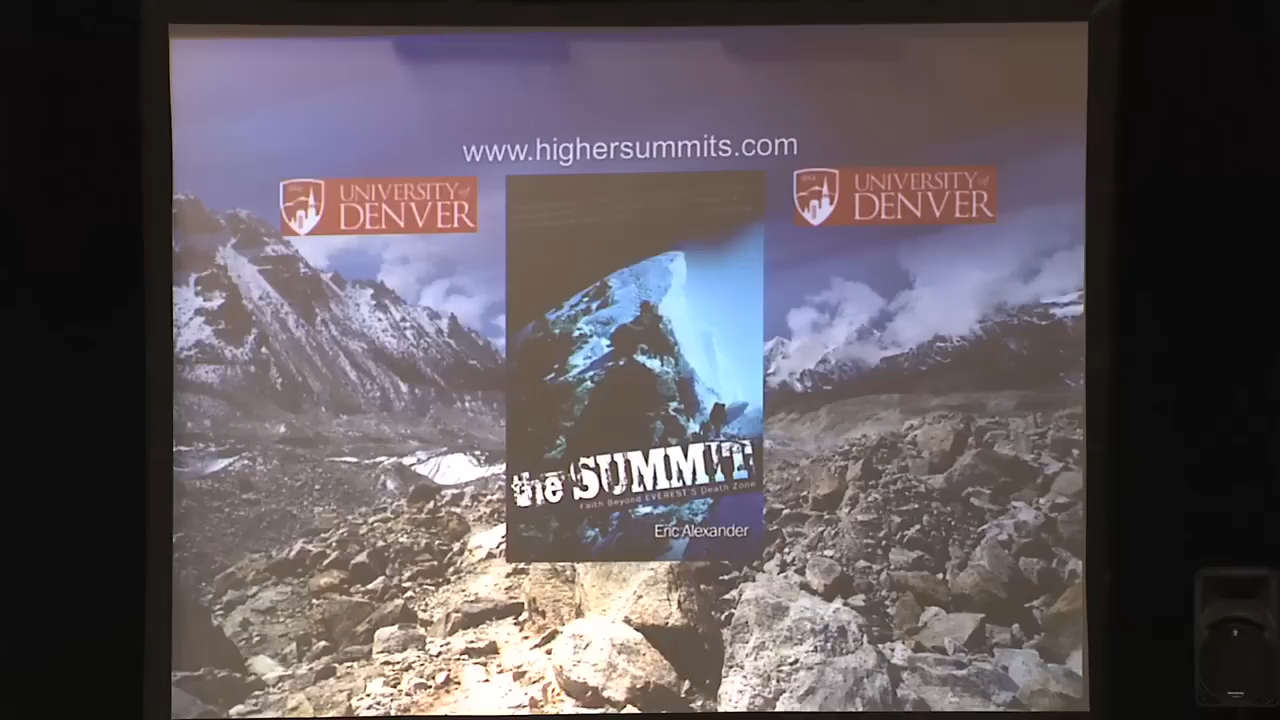 www.highersummits.com
UNIVERSITY of
DENVER
UNIVERSITY of
DENVER
the SUMMIT
Faith Beyond EVEREST'S Death Zone
Eric Alexander